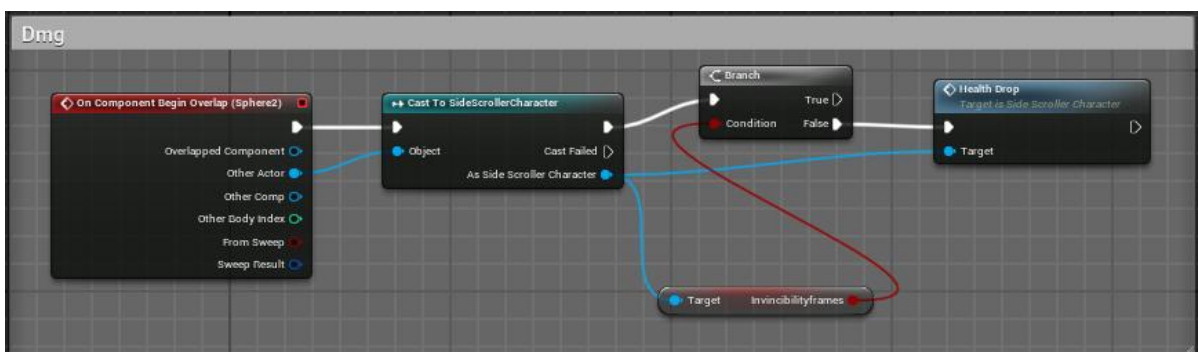 Dmg
On Component Begin Overlap (Sphere2)
Overlapped Component
Other Actor
Other Comp
Other Body Index
From Sweep
Sweep Result
Cast To SideScrollerCharacter
Object
Cast Failed
As Side Scroller Character
Branch
True
Condition
False
Health Drop
Target is Side Scroller Character
Target
Target
Invincibilityframes